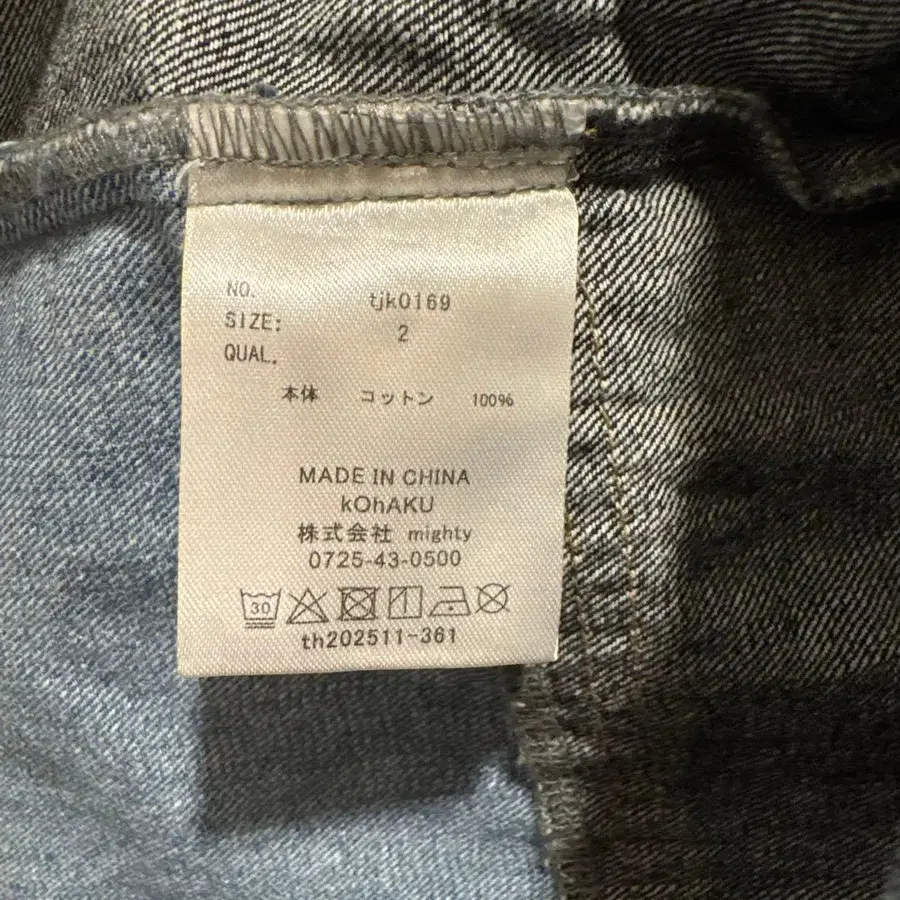 NO. tjk0169
SIZE: 2
QUAL.
本体 コットン 100%
MADE IN CHINA
kOhAKU
株式会社 mighty
0725-43-0500
30
th202511-361